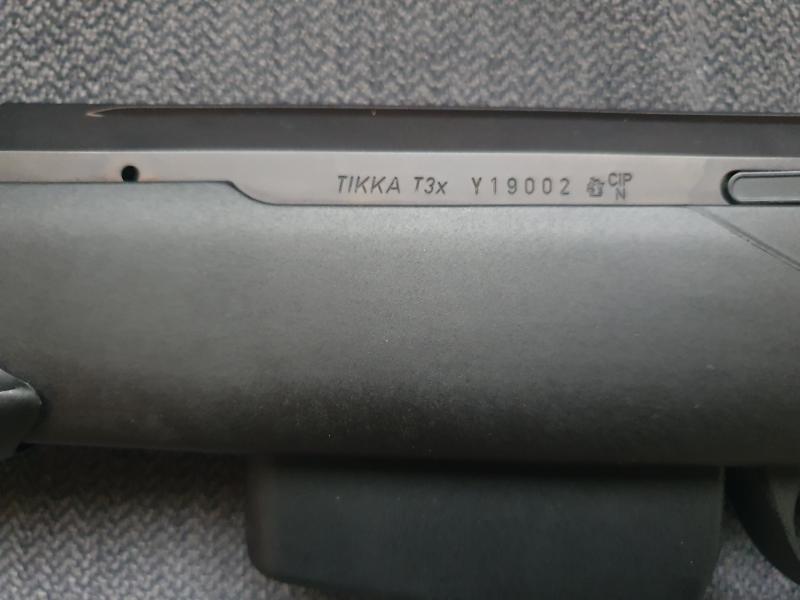 TIKKA T3x Y19002 CIP
N